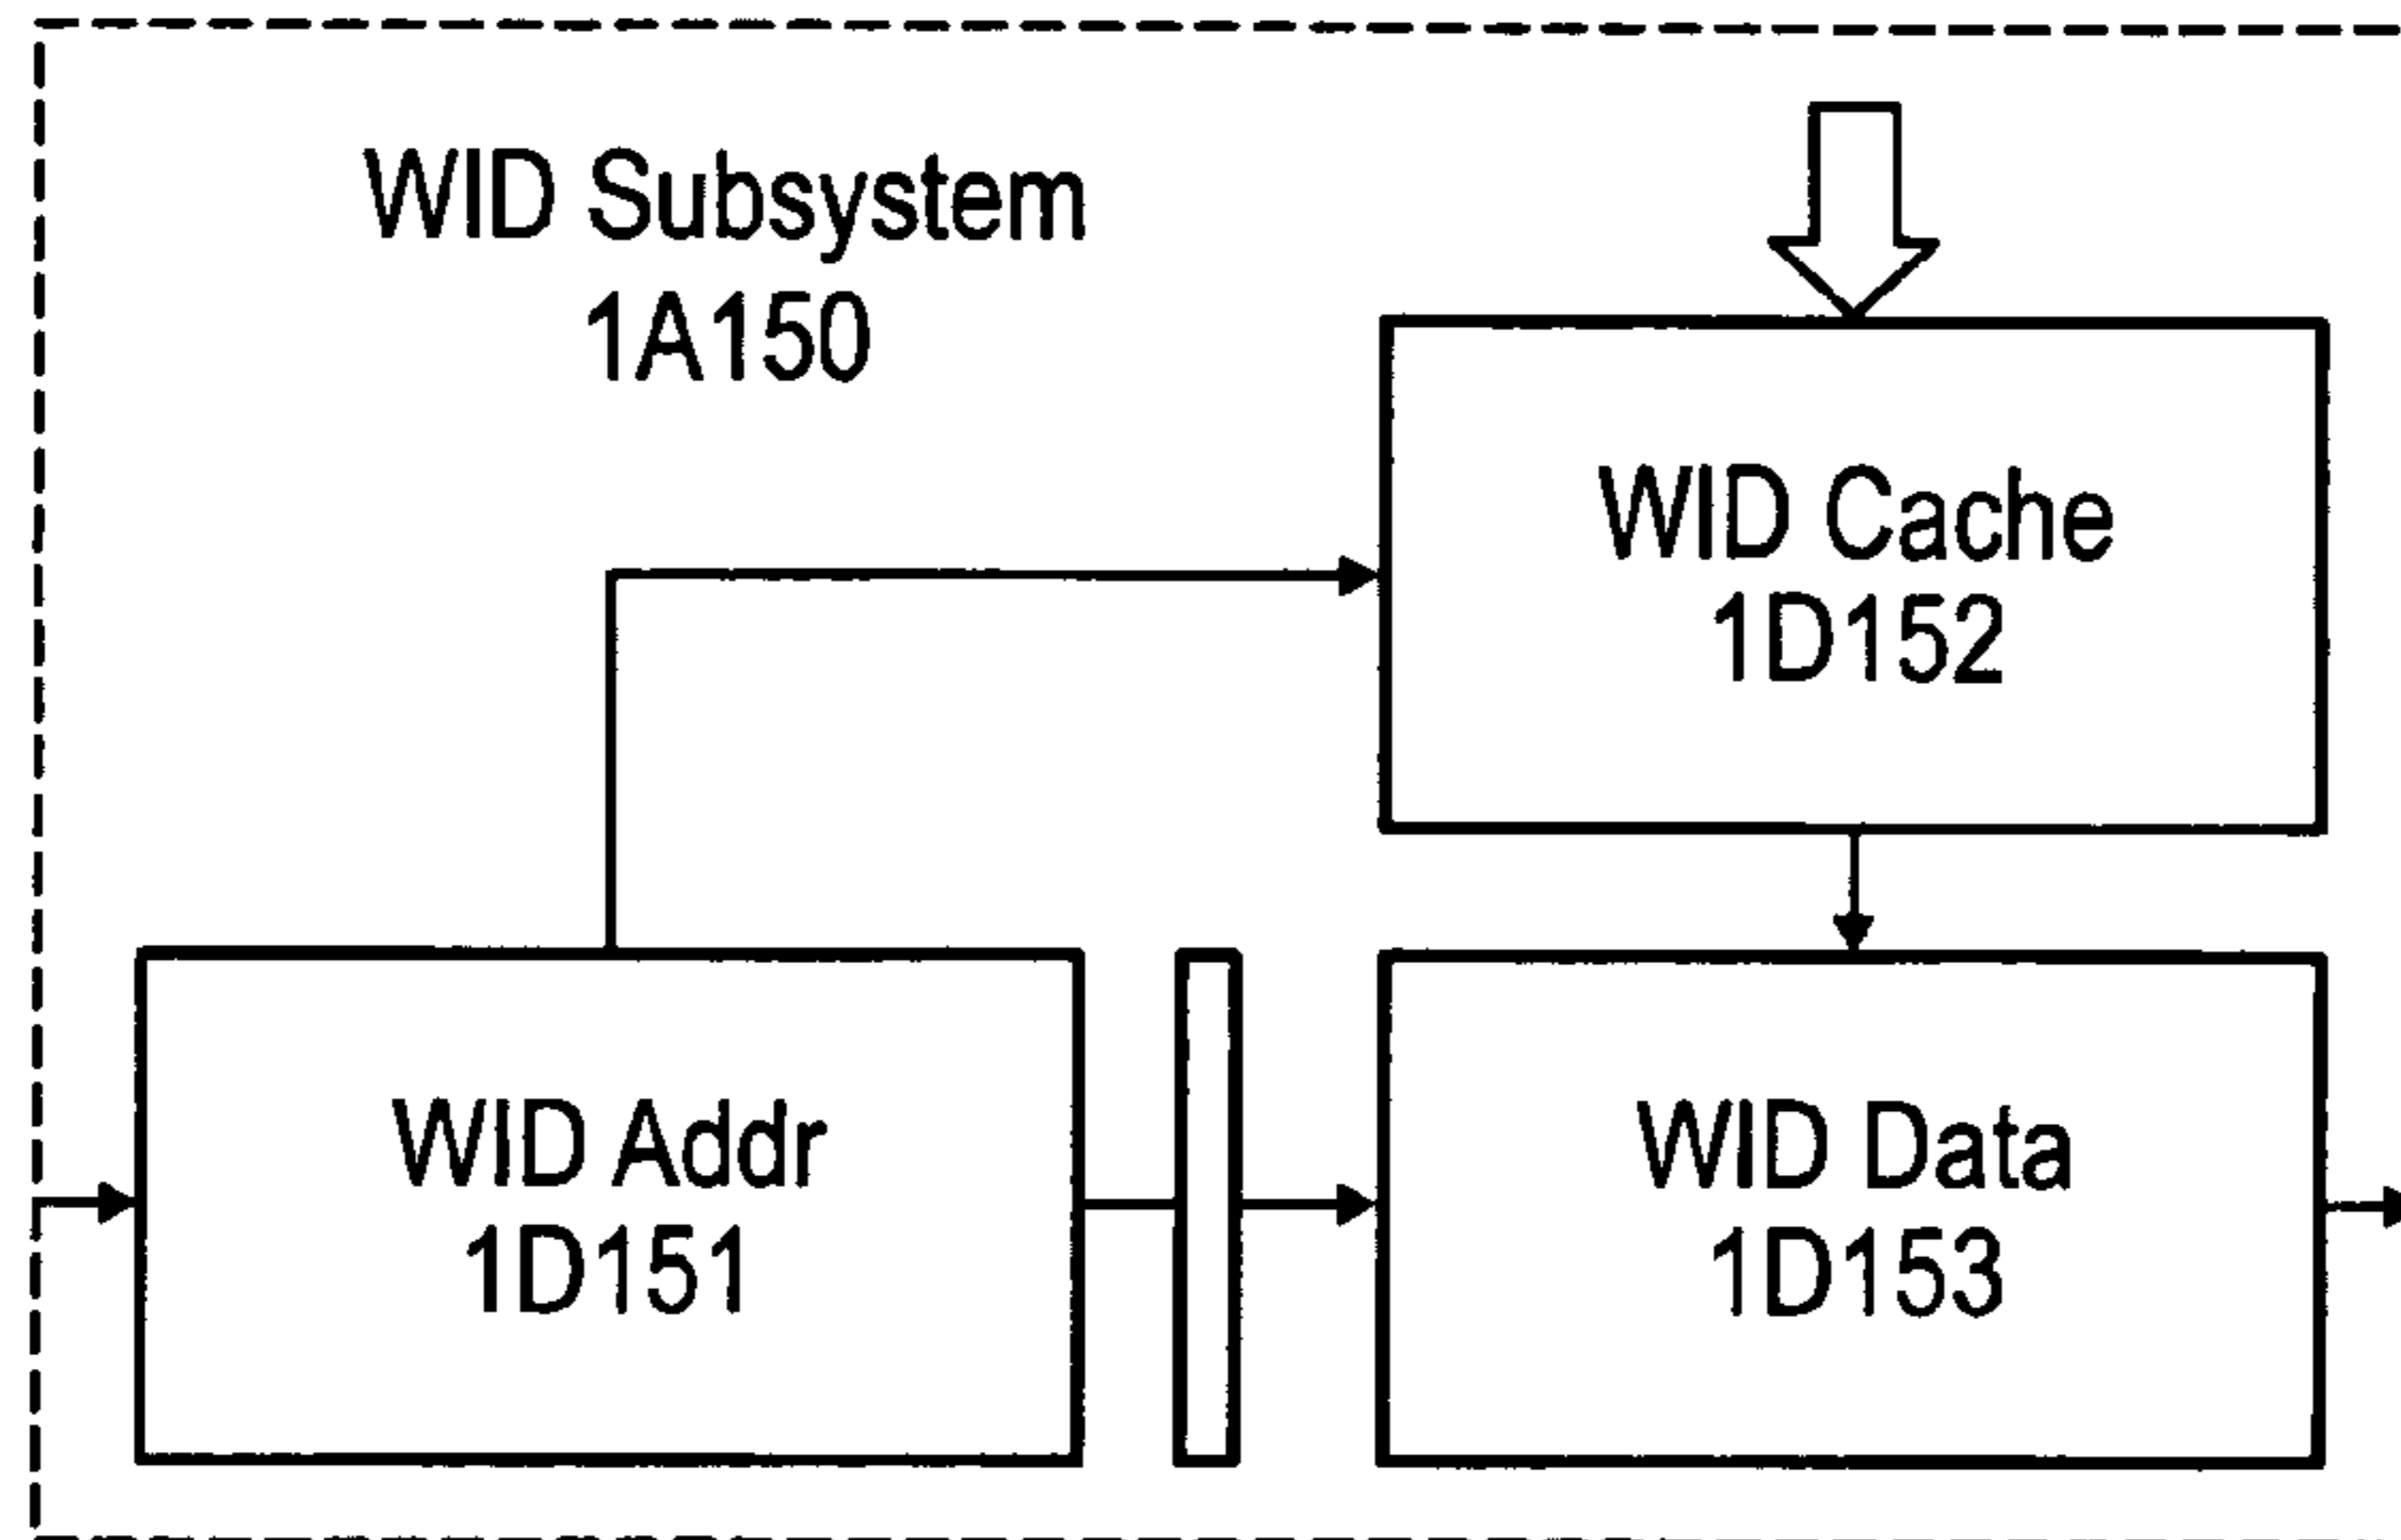 WID Subsystem
1A150
WID Cache
1D152
WID Addr
1D151
WID Data
1D153